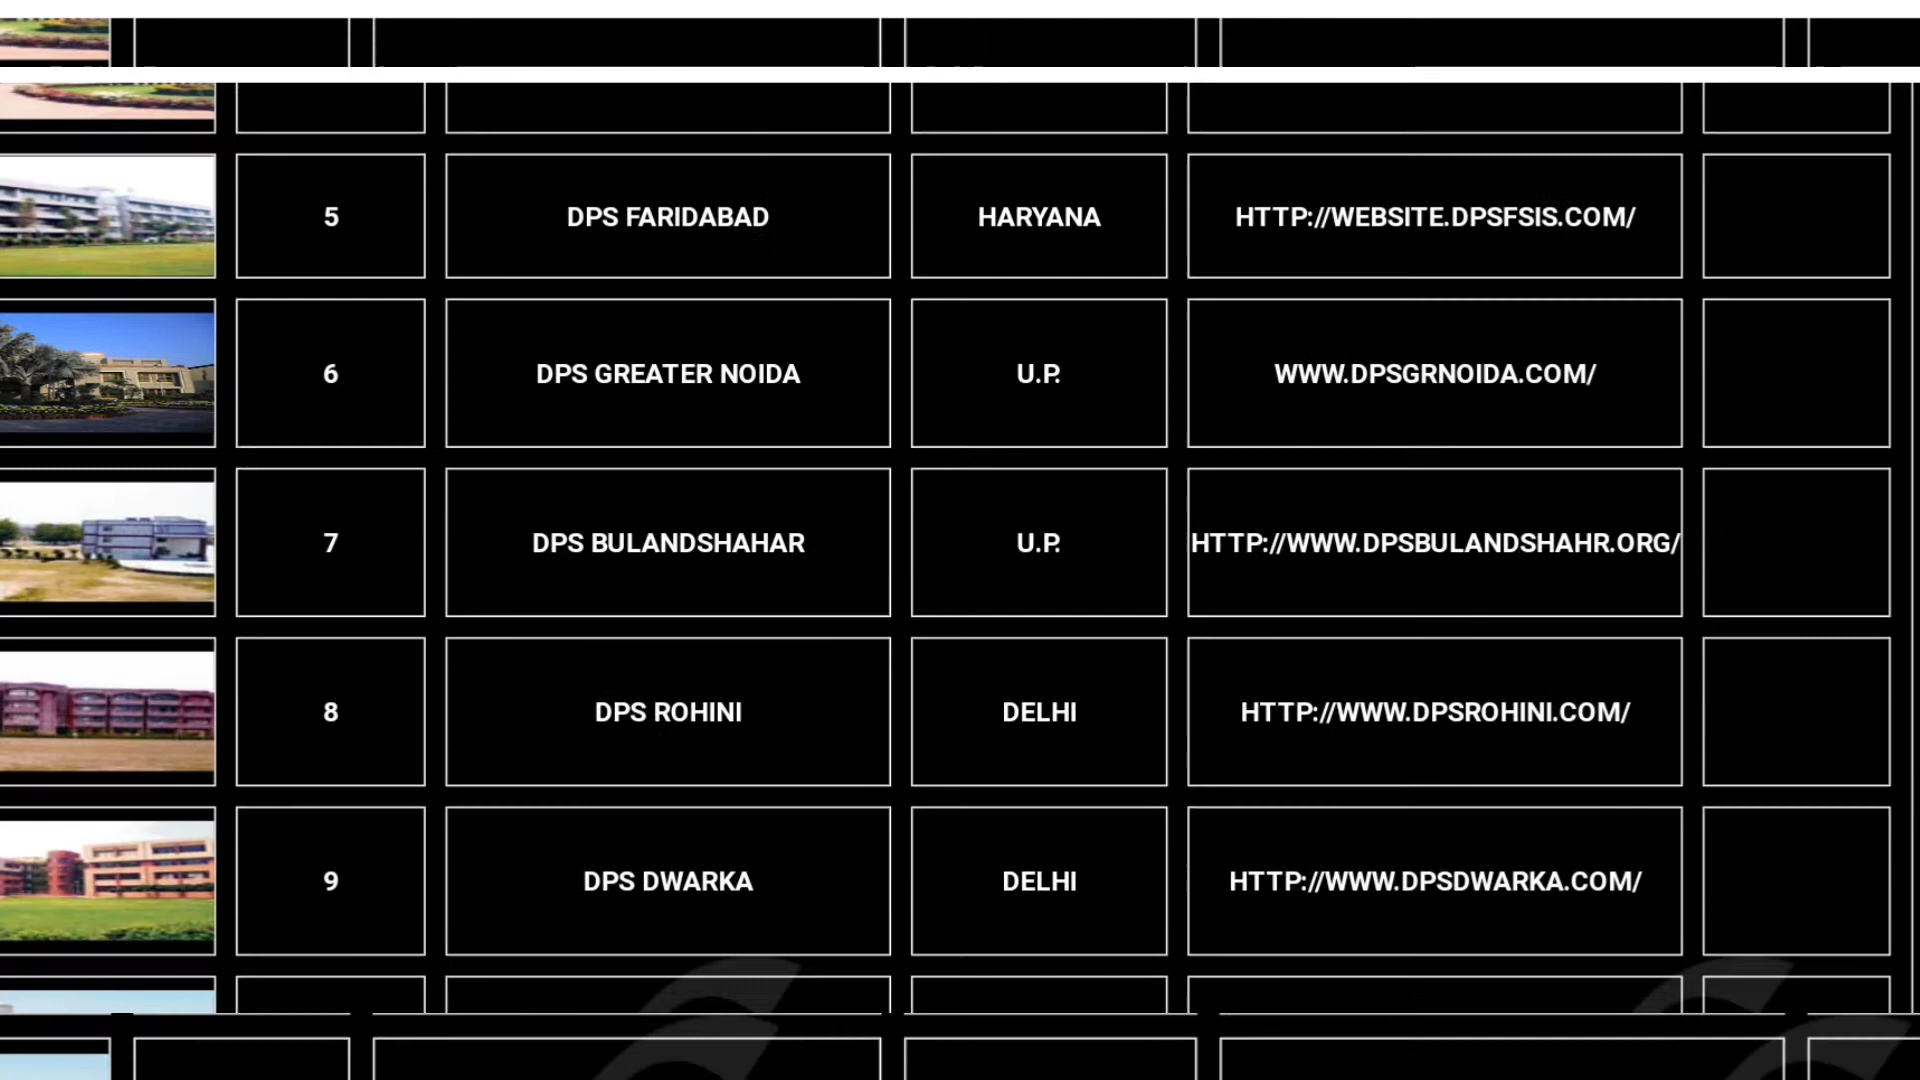 5 DPS FARIDABAD HARYANA HTTP://WEBSITE.DPSFSIS.COM/
6 DPS GREATER NOIDA U.P. WWW.DPSGRNOIDA.COM/
7 DPS BULANDSHAHAR U.P. HTTP://WWW.DPSBULANDSHAHR.ORG/
8 DPS ROHINI DELHI HTTP://WWW.DPSROHINI.COM/
9 DPS DWARKA DELHI HTTP://WWW.DPSDWARKA.COM/